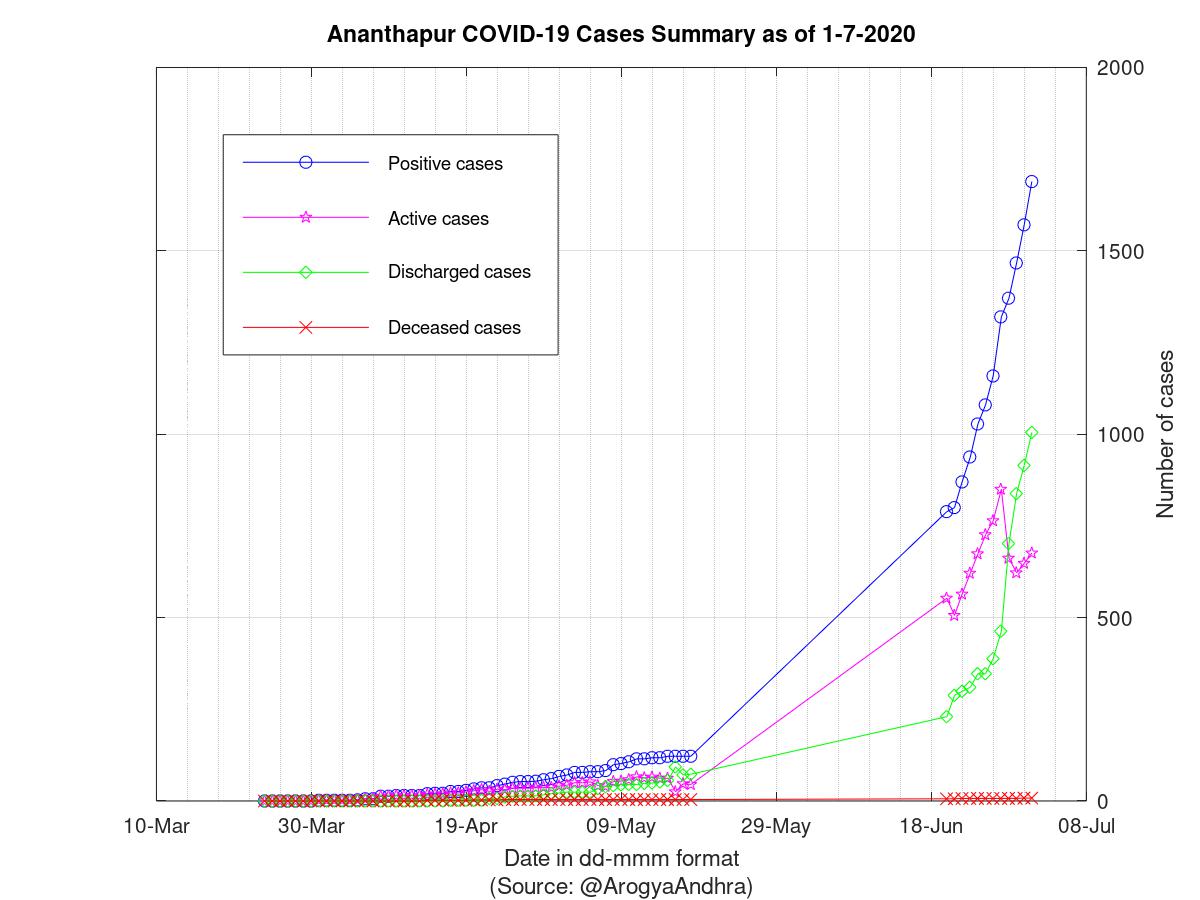 Ananthapur COVID-19 Cases Summary as of 1-7-2020
Positive cases
Active cases
Discharged cases
Deceased cases
2000
1500
1000
500
0
Number of cases
10-Mar 30-Mar 19-Apr 09-May 29-May 18-Jun 08-Jul
Date in dd-mmm format
(Source: @ArogyaAndhra)